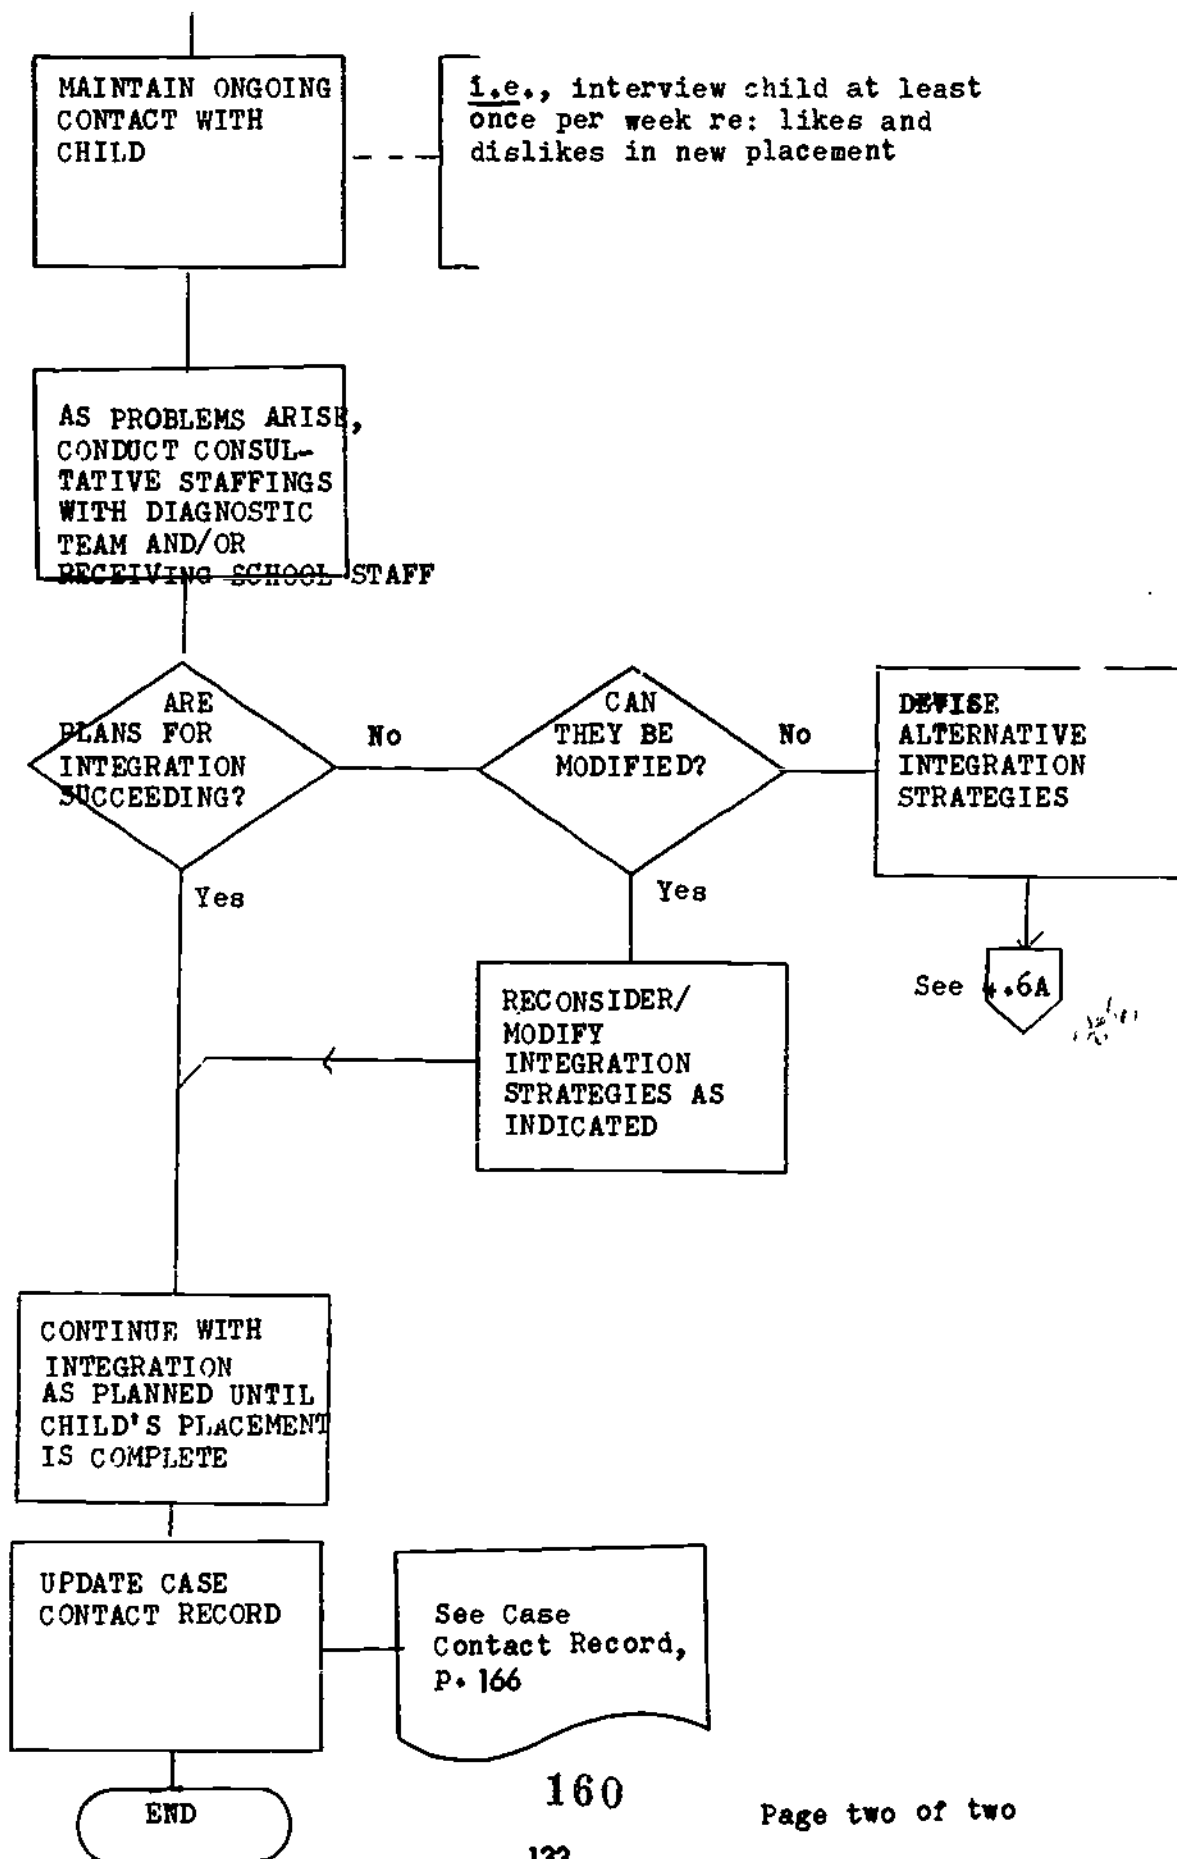 MAINTAIN ONGOING
CONTACT WITH
CHILD
i.e., interview child at least
once per week re: likes and
dislikes in new placement
AS PROBLEMS ARISE,
CONDUCT CONSUL-
TATIVE STAFFINGS
WITH DIAGNOSTIC
TEAM AND/OR
RECEIVING SCHOOL STAFF
ARE
PLANS FOR
INTEGRATION
SUCCEEDING?
No
CAN
THEY BE
MODIFIED?
No
DEVISE
ALTERNATIVE
INTEGRATION
STRATEGIES
Yes
Yes
See 4.6A
RECONSIDER/
MODIFY
INTEGRATION
STRATEGIES AS
INDICATED
CONTINUE WITH
INTEGRATION
AS PLANNED UNTIL
CHILD'S PLACEMENT
IS COMPLETE
UPDATE CASE
CONTACT RECORD
See Case
Contact Record,
p. 166
END
160
Page two of two